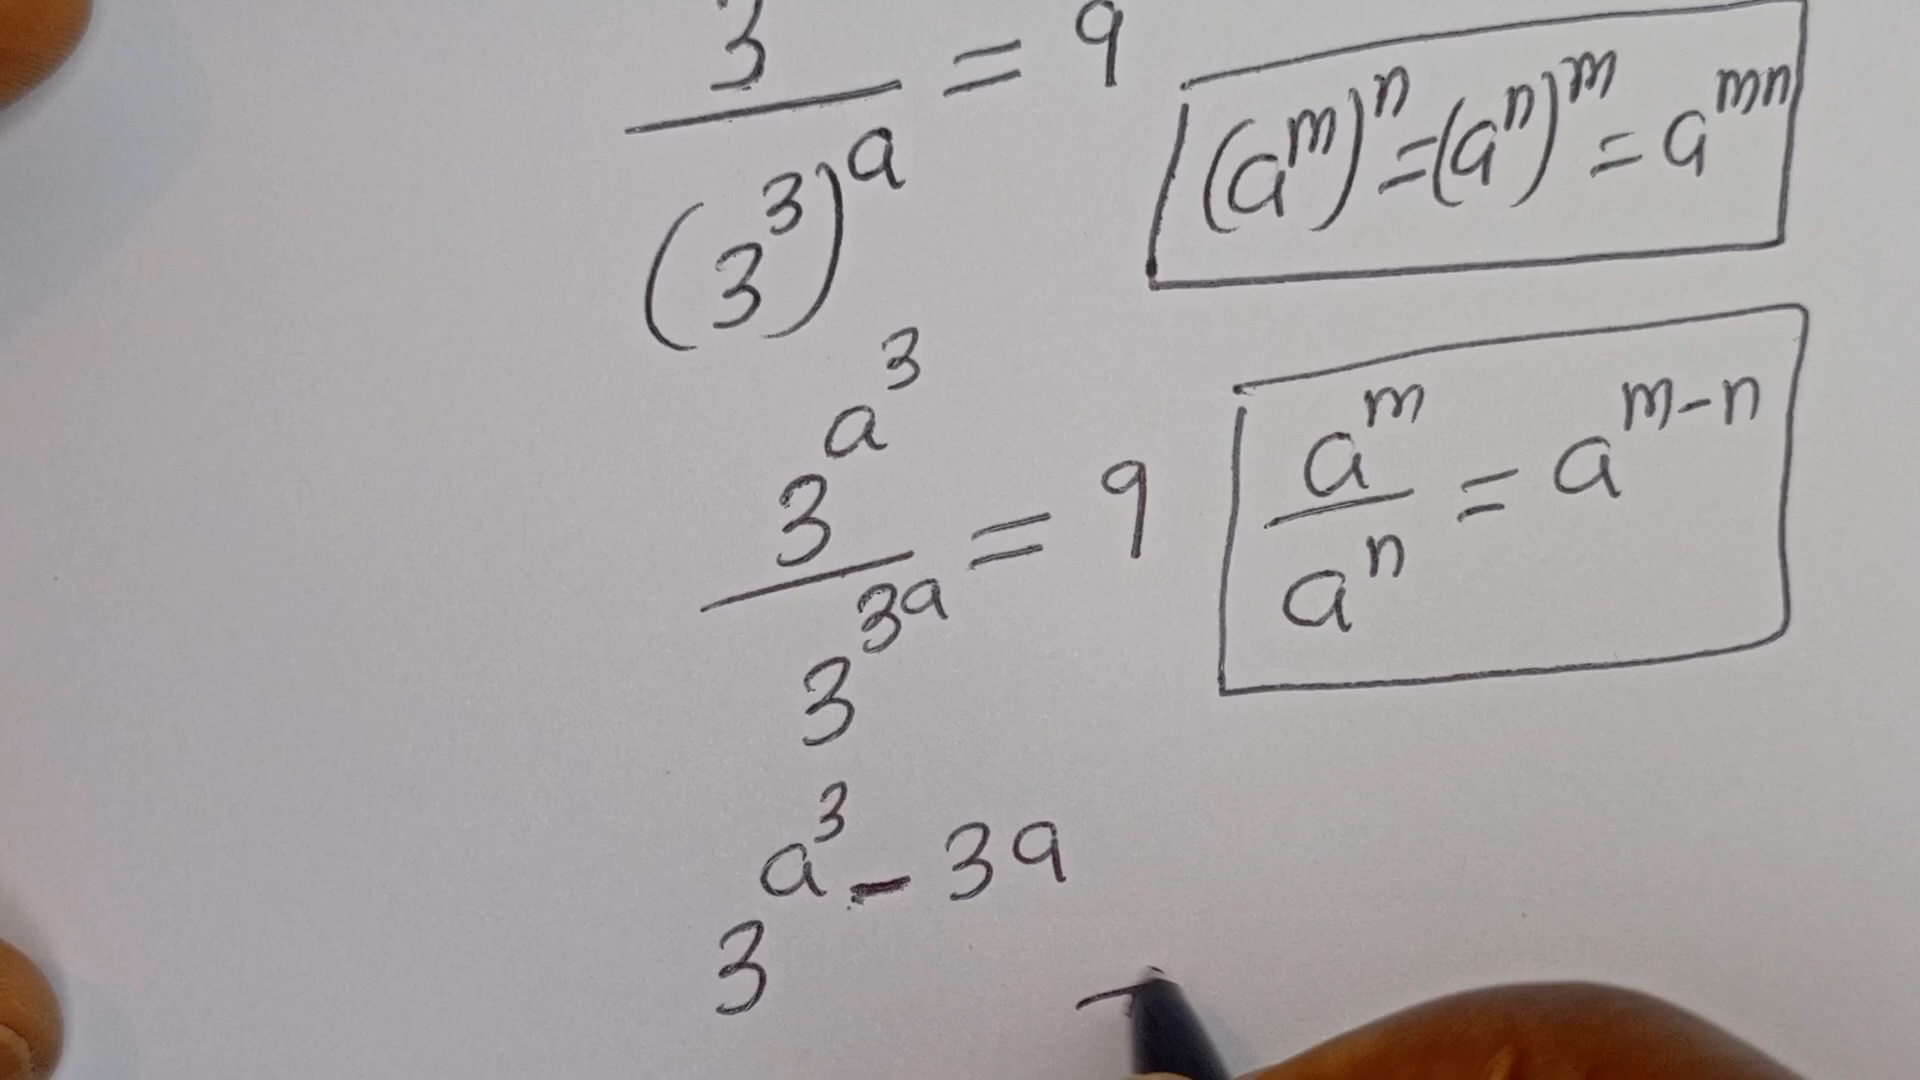 3
--- = 9
(3^3)^a
(a^m)^n = (a^n)^m = a^mn
3^a^3
--- = 9
3^3a
a^m / a^n = a^m-n
3^a^3 - 3a